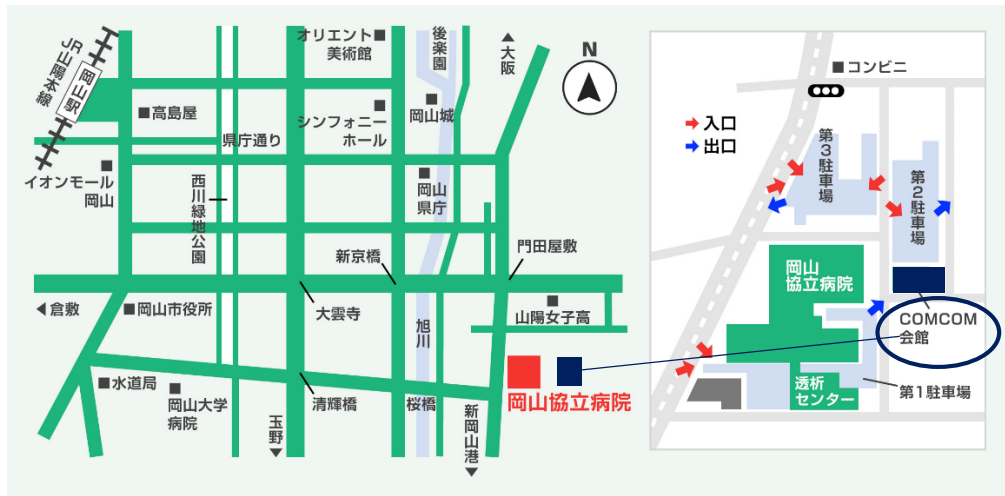 JR山陽本線
岡山駅
オリエント
美術館
後楽園
▲大阪
N
■高島屋
県庁通り
シンフォニー
ホール
岡山城
イオンモール
岡山
西川緑地公園
岡山
県庁
新京橋
門田屋敷
◀倉敷
■岡山市役所
大雲寺
旭川
山陽女子高
■水道局
岡山大学
病院
清輝橋
桜橋
岡山協立病院
玉野▼
新岡山港▼
■コンビニ
入口
出口
第3駐車場
第2駐車場
岡山
協立病院
COMCOM
会館
透析
センター
第1駐車場